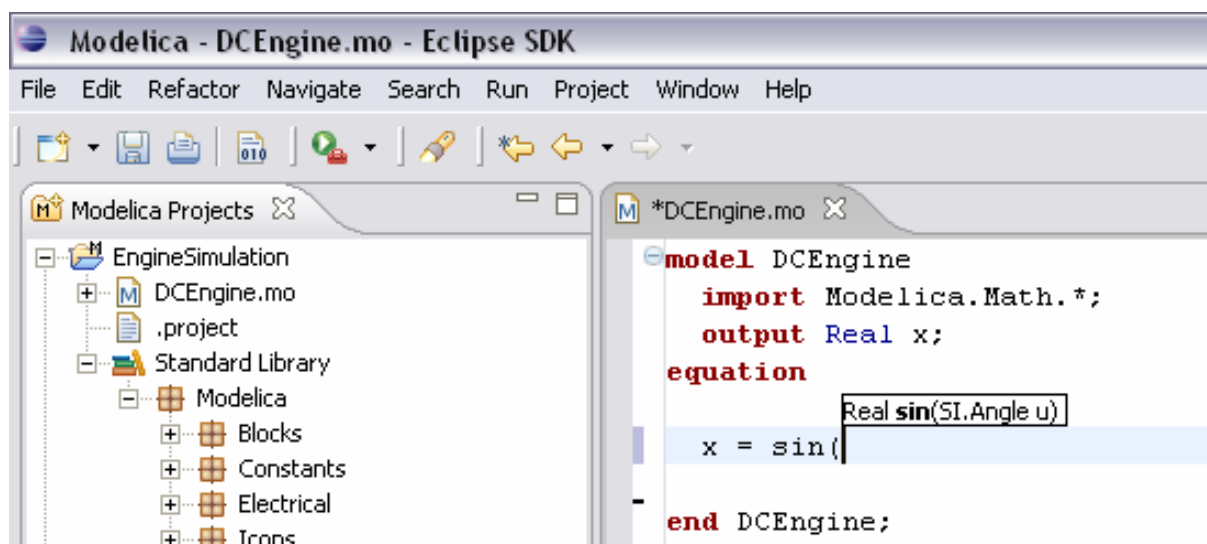 Modelica - DCEngine.mo - Eclipse SDK
File Edit Refactor Navigate Search Run Project Window Help
010
Modelica Projects
EngineSimulation
DCEngine.mo
.project
Standard Library
Modelica
Blocks
Constants
Electrical
Icons
*DCEngine.mo
model DCEngine
import Modelica.Math.*;
output Real x;
equation
Real sin(SI.Angle u)
x = sin(
end DCEngine;